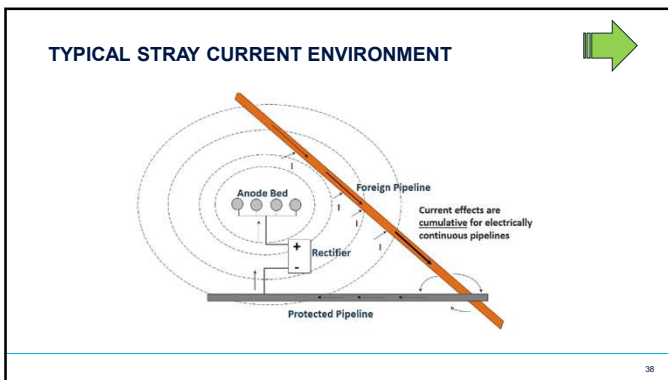 TYPICAL STRAY CURRENT ENVIRONMENT
Anode Bed
Foreign Pipeline
I
I
I
I
Current effects are
cumulative for electrically
continuous pipelines
+
Rectifier
-
Protected Pipeline
38